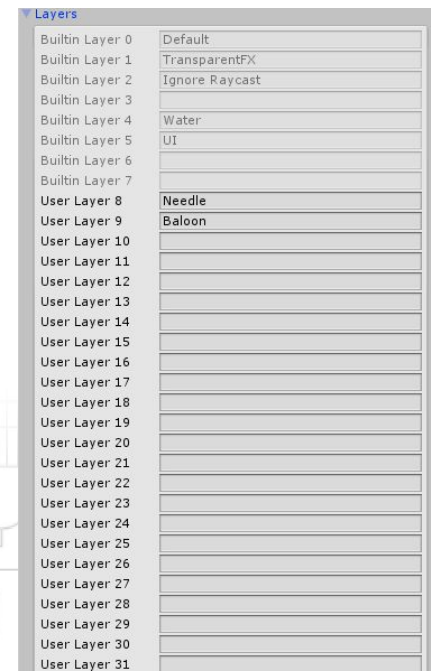 Layers
Builtin Layer 0 Default
Builtin Layer 1 TransparentFX
Builtin Layer 2 Ignore Raycast
Builtin Layer 3
Builtin Layer 4 Water
Builtin Layer 5 UI
Builtin Layer 6
Builtin Layer 7
User Layer 8 Needle
User Layer 9 Baloon
User Layer 10
User Layer 11
User Layer 12
User Layer 13
User Layer 14
User Layer 15
User Layer 16
User Layer 17
User Layer 18
User Layer 19
User Layer 20
User Layer 21
User Layer 22
User Layer 23
User Layer 24
User Layer 25
User Layer 26
User Layer 27
User Layer 28
User Layer 29
User Layer 30
User Layer 31